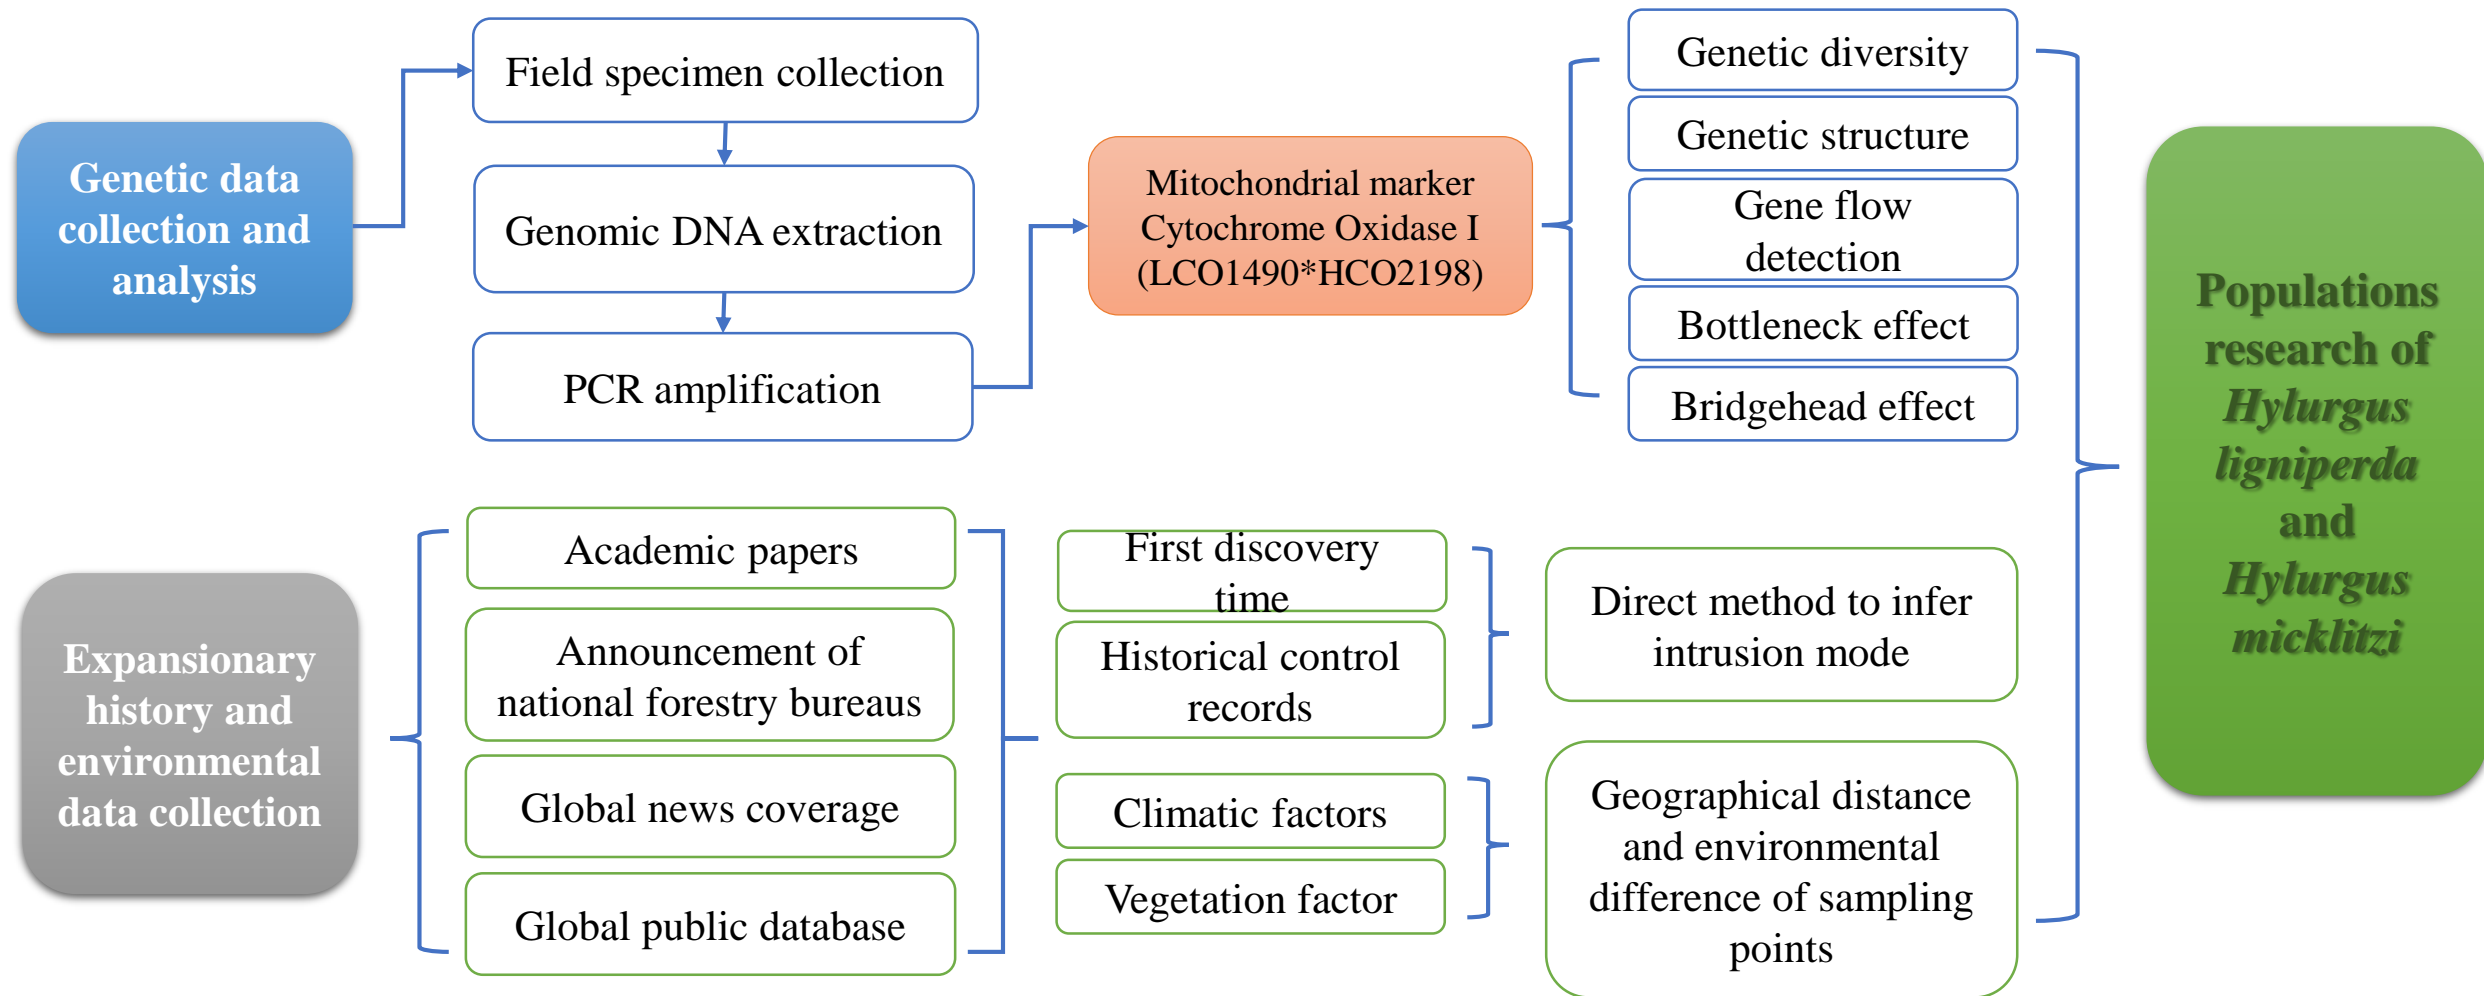 Genetic data
collection and
analysis
Field specimen collection
Genomic DNA extraction
PCR amplification
Mitochondrial marker
Cytochrome Oxidase I
(LCO1490*HCO2198)
Genetic diversity
Genetic structure
Gene flow
detection
Bottleneck effect
Bridgehead effect
Expansionary
history and
environmental
data collection
Academic papers
Announcement of
national forestry bureaus
Global news coverage
Global public database
First discovery
time
Historical control
records
Climatic factors
Vegetation factor
Direct method to infer
intrusion mode
Geographical distance
and environmental
difference of sampling
points
Populations
research of
Hylurgus
ligniperda
and
Hylurgus
micklitzi